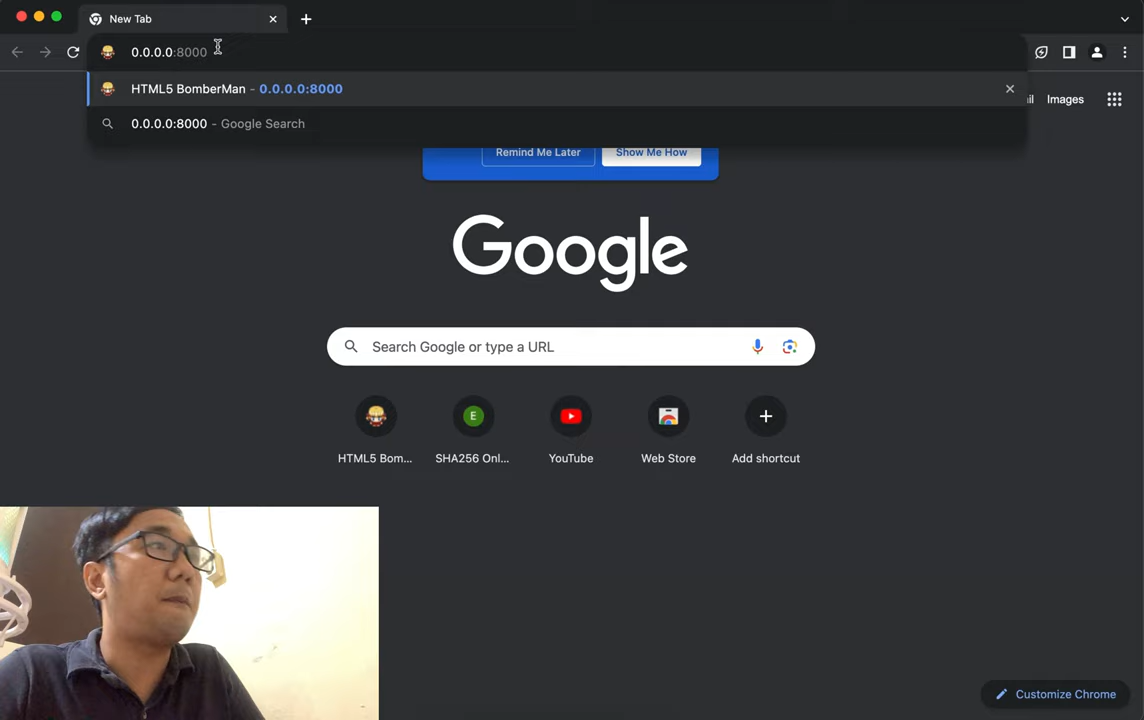 New Tab
0.0.0.0:8000
HTML5 BomberMan - 0.0.0.0:8000
0.0.0.0:8000 - Google Search
il Images
Remind Me Later Show Me How
Google
Search Google or type a URL
E
HTML5 Bom... SHA256 Onl... YouTube Web Store Add shortcut
Customize Chrome